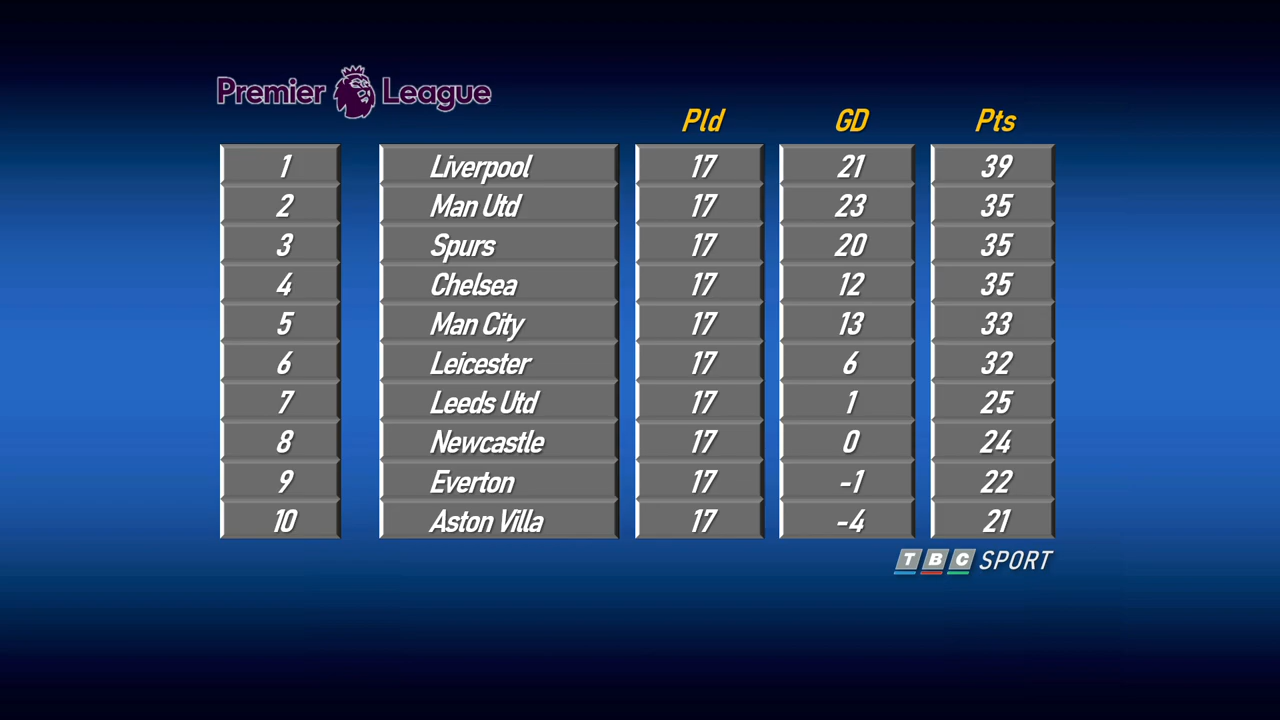 Premier League
Pld GD Pts
1 Liverpool 17 21 39
2 Man Utd 17 23 35
3 Spurs 17 20 35
4 Chelsea 17 12 35
5 Man City 17 13 33
6 Leicester 17 6 32
7 Leeds Utd 17 1 25
8 Newcastle 17 0 24
9 Everton 17 -1 22
10 Aston Villa 17 -4 21
TBC SPORT